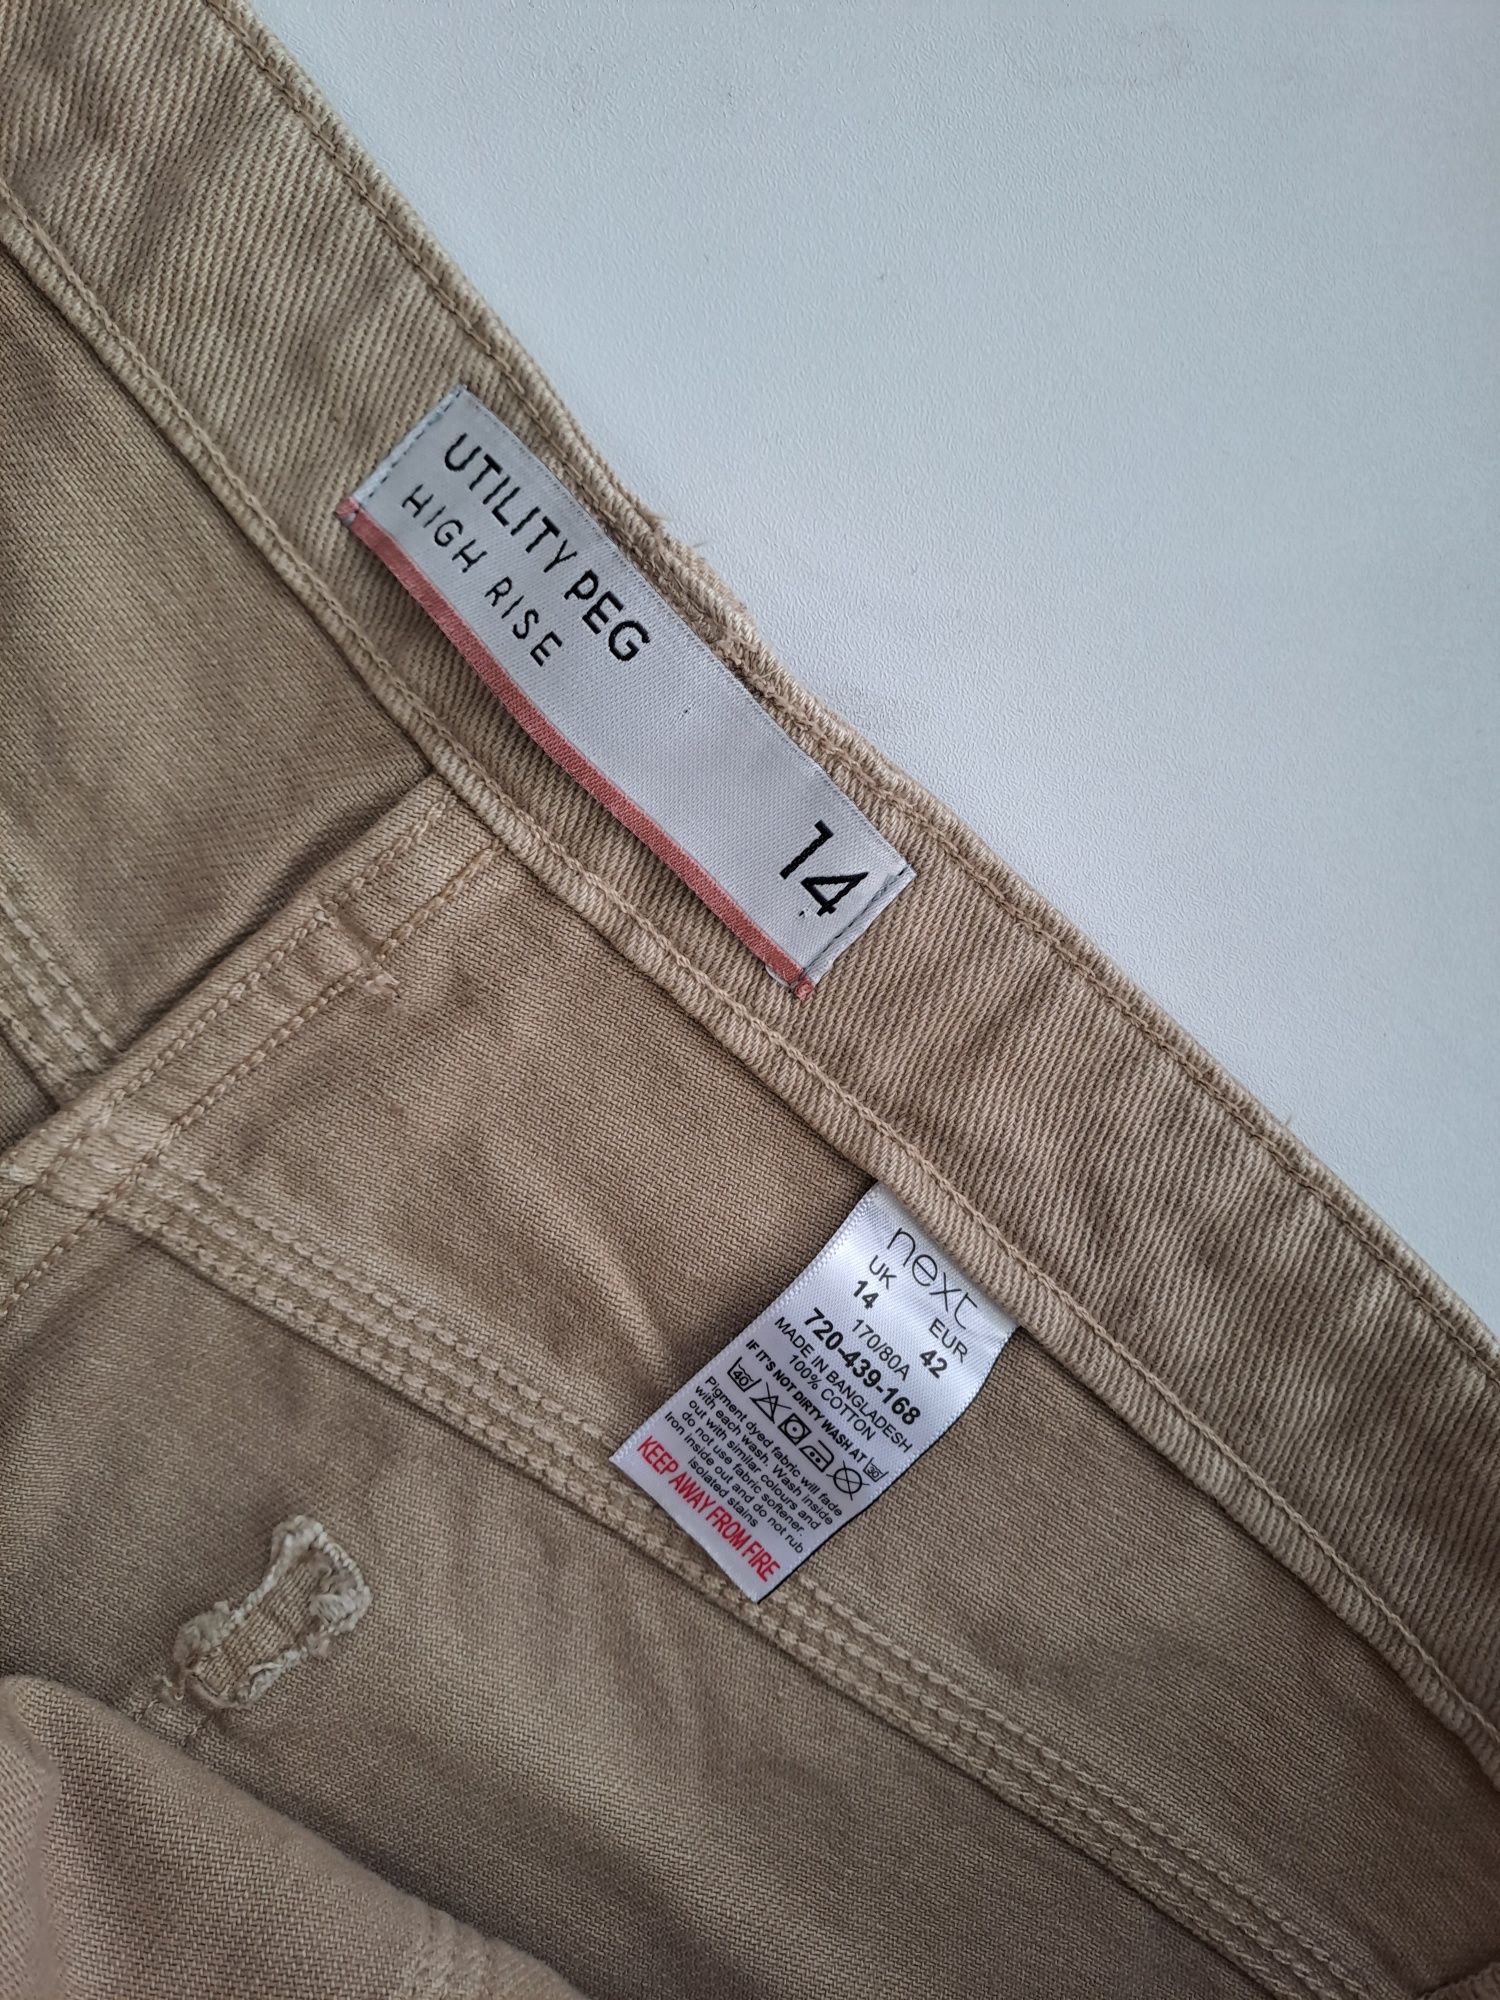 UTILITY PEG
HIGH RISE
14
next
UK EUR
14 42
170/80A
720-439-168
MADE IN BANGLADESH
100% COTTON
IF IT'S NOT DIRTY WASH AT 30
40
Pigment dyed fabric will fade
with each wash. Wash inside
out with similar colours and
do not use fabric softener.
Iron inside out and do not rub
isolated stains
KEEP AWAY FROM FIRE